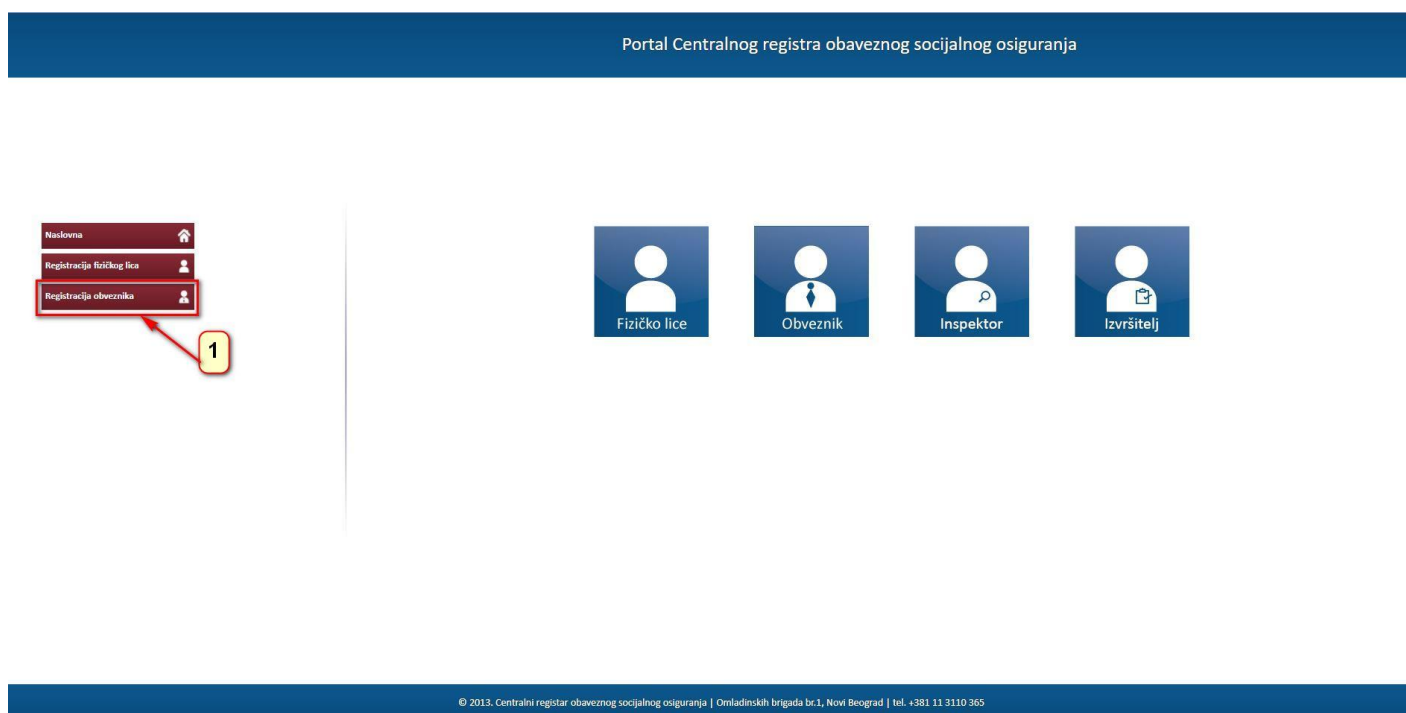 Portal Centralnog registra obaveznog socijalnog osiguranja
Naslovna
Registracija fizičkog lica
Registracija obveznika
1
Fizičko lice
Obveznik
Inspektor
Izvršitelj
© 2013. Centralni registar obaveznog socijalnog osiguranja | Omladinskih brigada br.1, Novi Beograd | tel. +381 11 3110 365